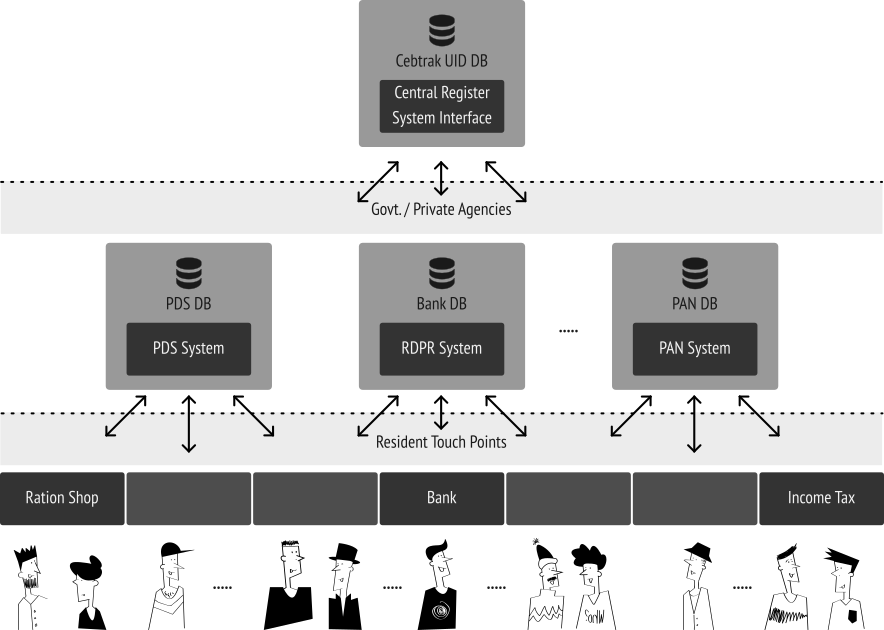 Cebtrak UID DB
Central Register
System Interface
Govt. / Private Agencies
PDS DB
Bank DB
PAN DB
PDS System
RDPR System
.....
PAN System
Resident Touch Points
Ration Shop
Bank
Income Tax
.....
.....
.....
.....